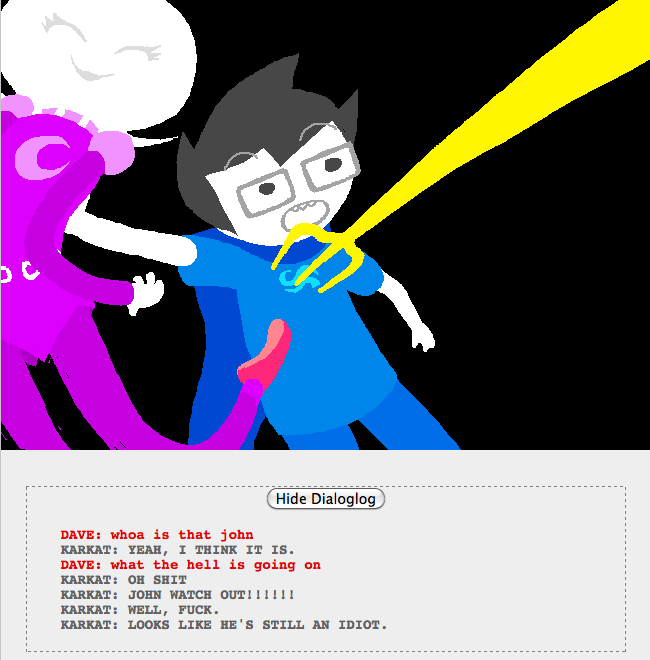 Hide Dialoglog
DAVE: whoa is that john
KARKAT: YEAH, I THINK IT IS.
DAVE: what the hell is going on
KARKAT: OH SHIT
KARKAT: JOHN WATCH OUT!!!!!!
KARKAT: WELL, FUCK.
KARKAT: LOOKS LIKE HE'S STILL AN IDIOT.